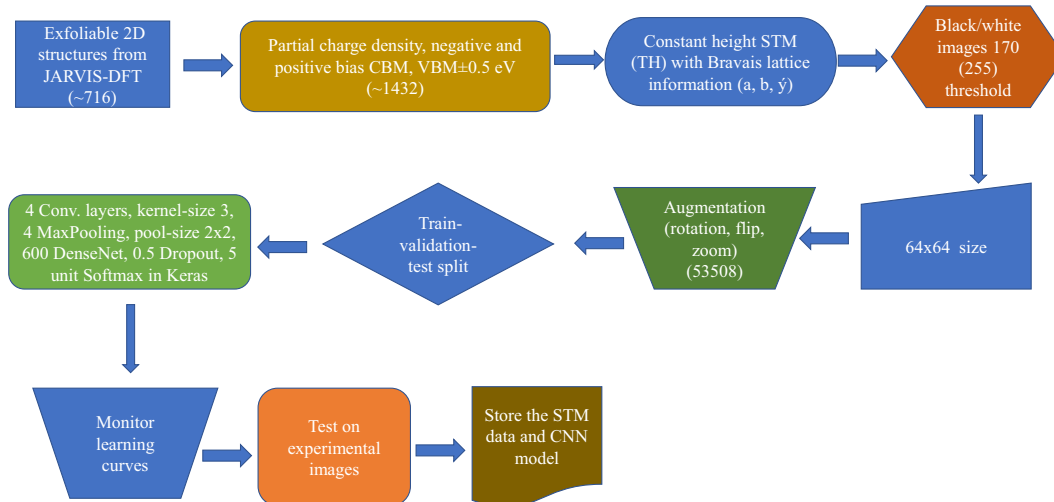 Exfoliable 2D
structures from
JARVIS-DFT
(~716)
Partial charge density, negative and
positive bias CBM, VBM±0.5 eV
(~1432)
Constant height STM
(TH) with Bravais lattice
information (a, b, ý)
Black/white
images 170
(255)
threshold
64x64 size
Augmentation
(rotation, flip,
zoom)
(53508)
Train-
validation-
test split
4 Conv. layers, kernel-size 3,
4 MaxPooling, pool-size 2x2,
600 DenseNet, 0.5 Dropout, 5
unit Softmax in Keras
Monitor
learning
curves
Test on
experimental
images
Store the STM
data and CNN
model